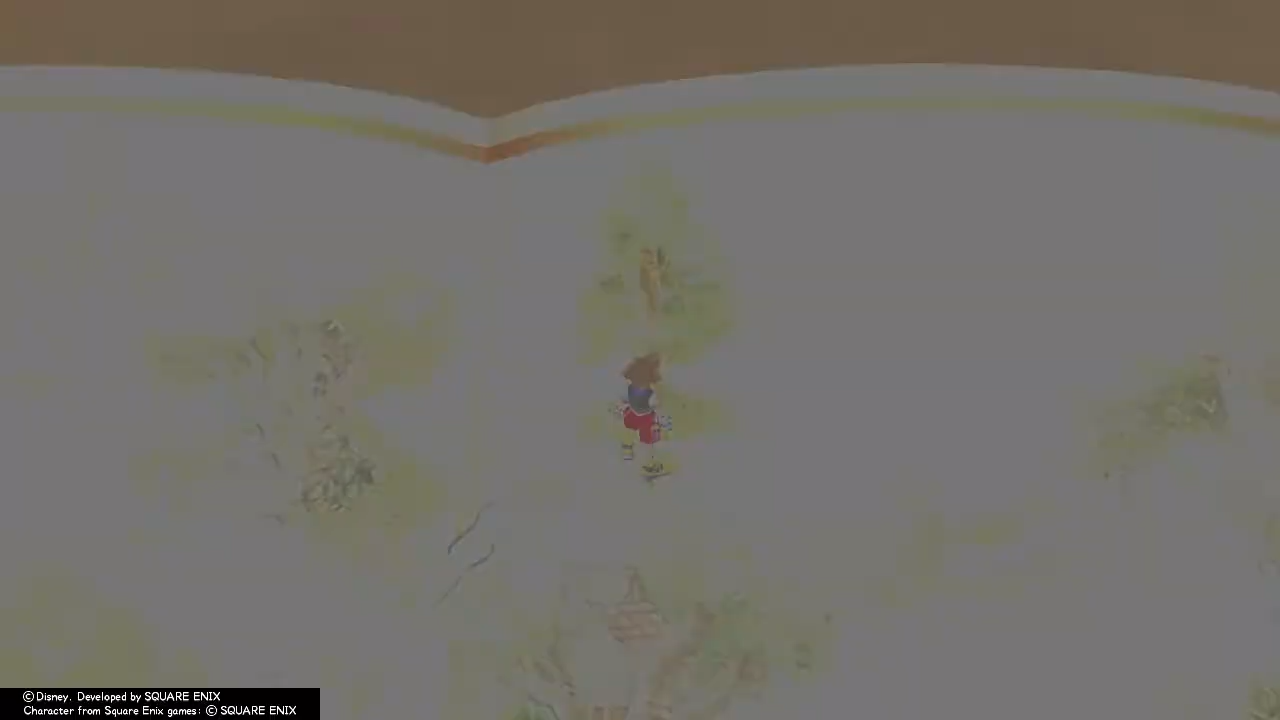 ©Disney. Developed by SQUARE ENIX
Character from Square Enix games: © SQUARE ENIX